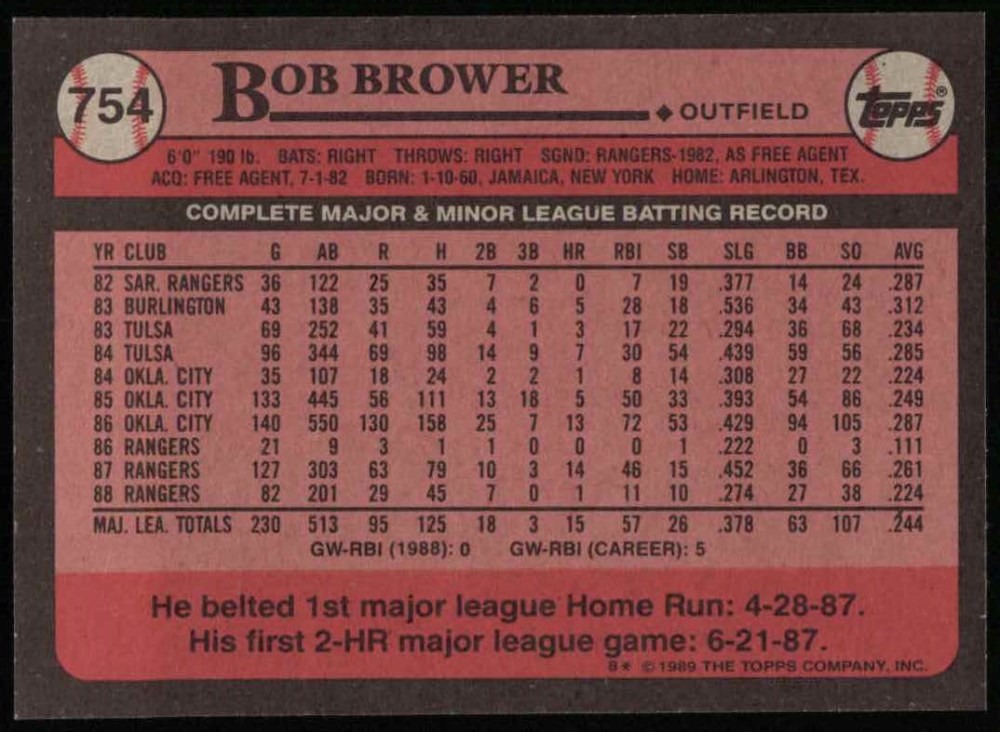 754
BOB BROWER
OUTFIELD
Topps®
6'0" 190 lb. BATS: RIGHT THROWS: RIGHT SGND: RANGERS-1982, AS FREE AGENT
ACQ: FREE AGENT, 7-1-82 BORN: 1-10-60, JAMAICA, NEW YORK HOME: ARLINGTON, TEX.
COMPLETE MAJOR & MINOR LEAGUE BATTING RECORD
YR CLUB G AB R H 2B 3B HR RBI SB SLG BB SO AVG
82 SAR. RANGERS 36 122 25 35 7 2 0 7 19 .377 14 24 .287
83 BURLINGTON 43 138 35 43 4 6 5 28 18 .536 34 43 .312
83 TULSA 69 252 41 59 4 1 3 17 22 .294 36 68 .234
84 TULSA 96 344 69 98 14 9 7 30 54 .439 59 56 .285
84 OKLA. CITY 35 107 18 24 2 2 1 8 14 .308 27 22 .224
85 OKLA. CITY 133 445 56 111 13 18 5 50 33 .393 54 86 .249
86 OKLA. CITY 140 550 130 158 25 7 13 72 53 .429 94 105 .287
86 RANGERS 21 9 3 1 1 0 0 0 1 .222 0 3 .111
87 RANGERS 127 303 63 79 10 3 14 46 15 .452 36 66 .261
88 RANGERS 82 201 29 45 7 0 1 11 10 .274 27 38 .224
MAJ. LEA. TOTALS 230 513 95 125 18 3 15 57 26 .378 63 107 .244
GW-RBI (1988): 0 GW-RBI (CAREER): 5
He belted 1st major league Home Run: 4-28-87.
His first 2-HR major league game: 6-21-87.
B* © 1989 THE TOPPS COMPANY, INC.